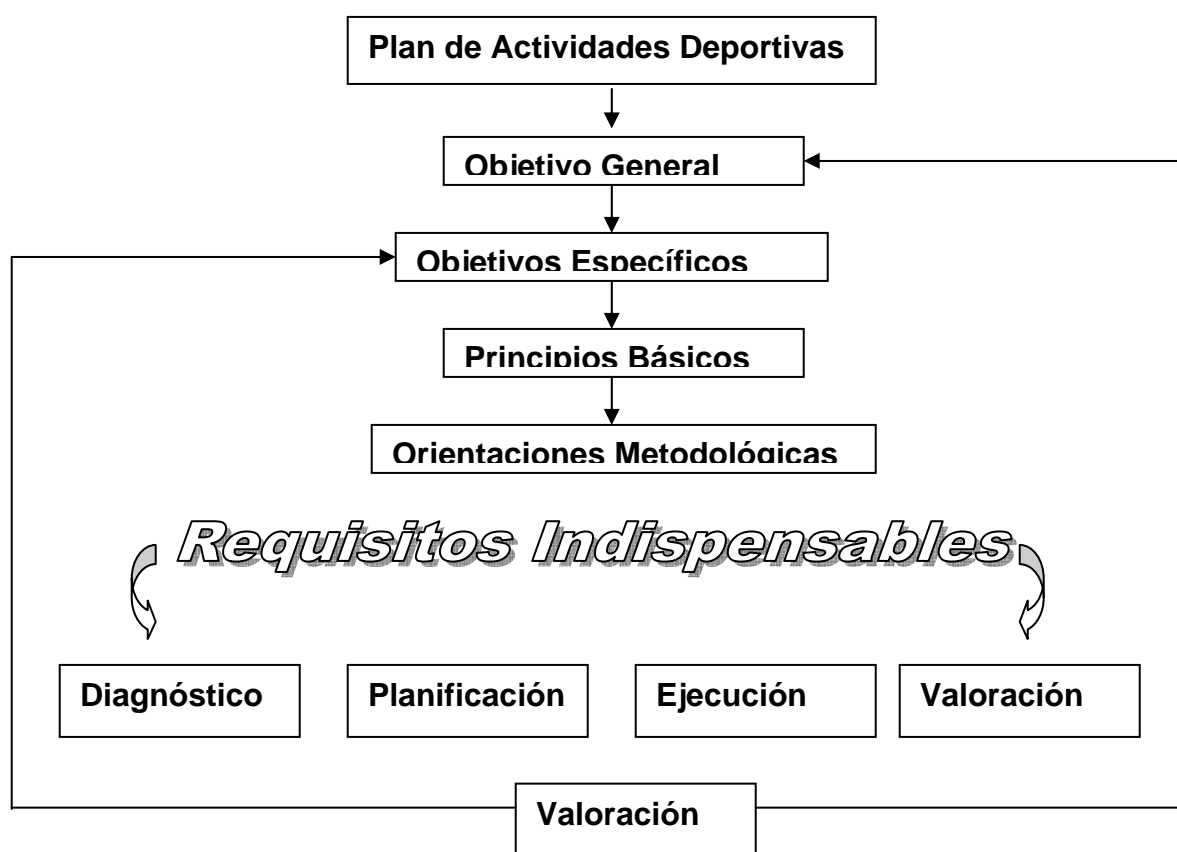 Plan de Actividades Deportivas
Objetivo General
Objetivos Específicos
Principios Básicos
Orientaciones Metodológicas
Requisitos Indispensables
Diagnóstico
Planificación
Ejecución
Valoración
Valoración